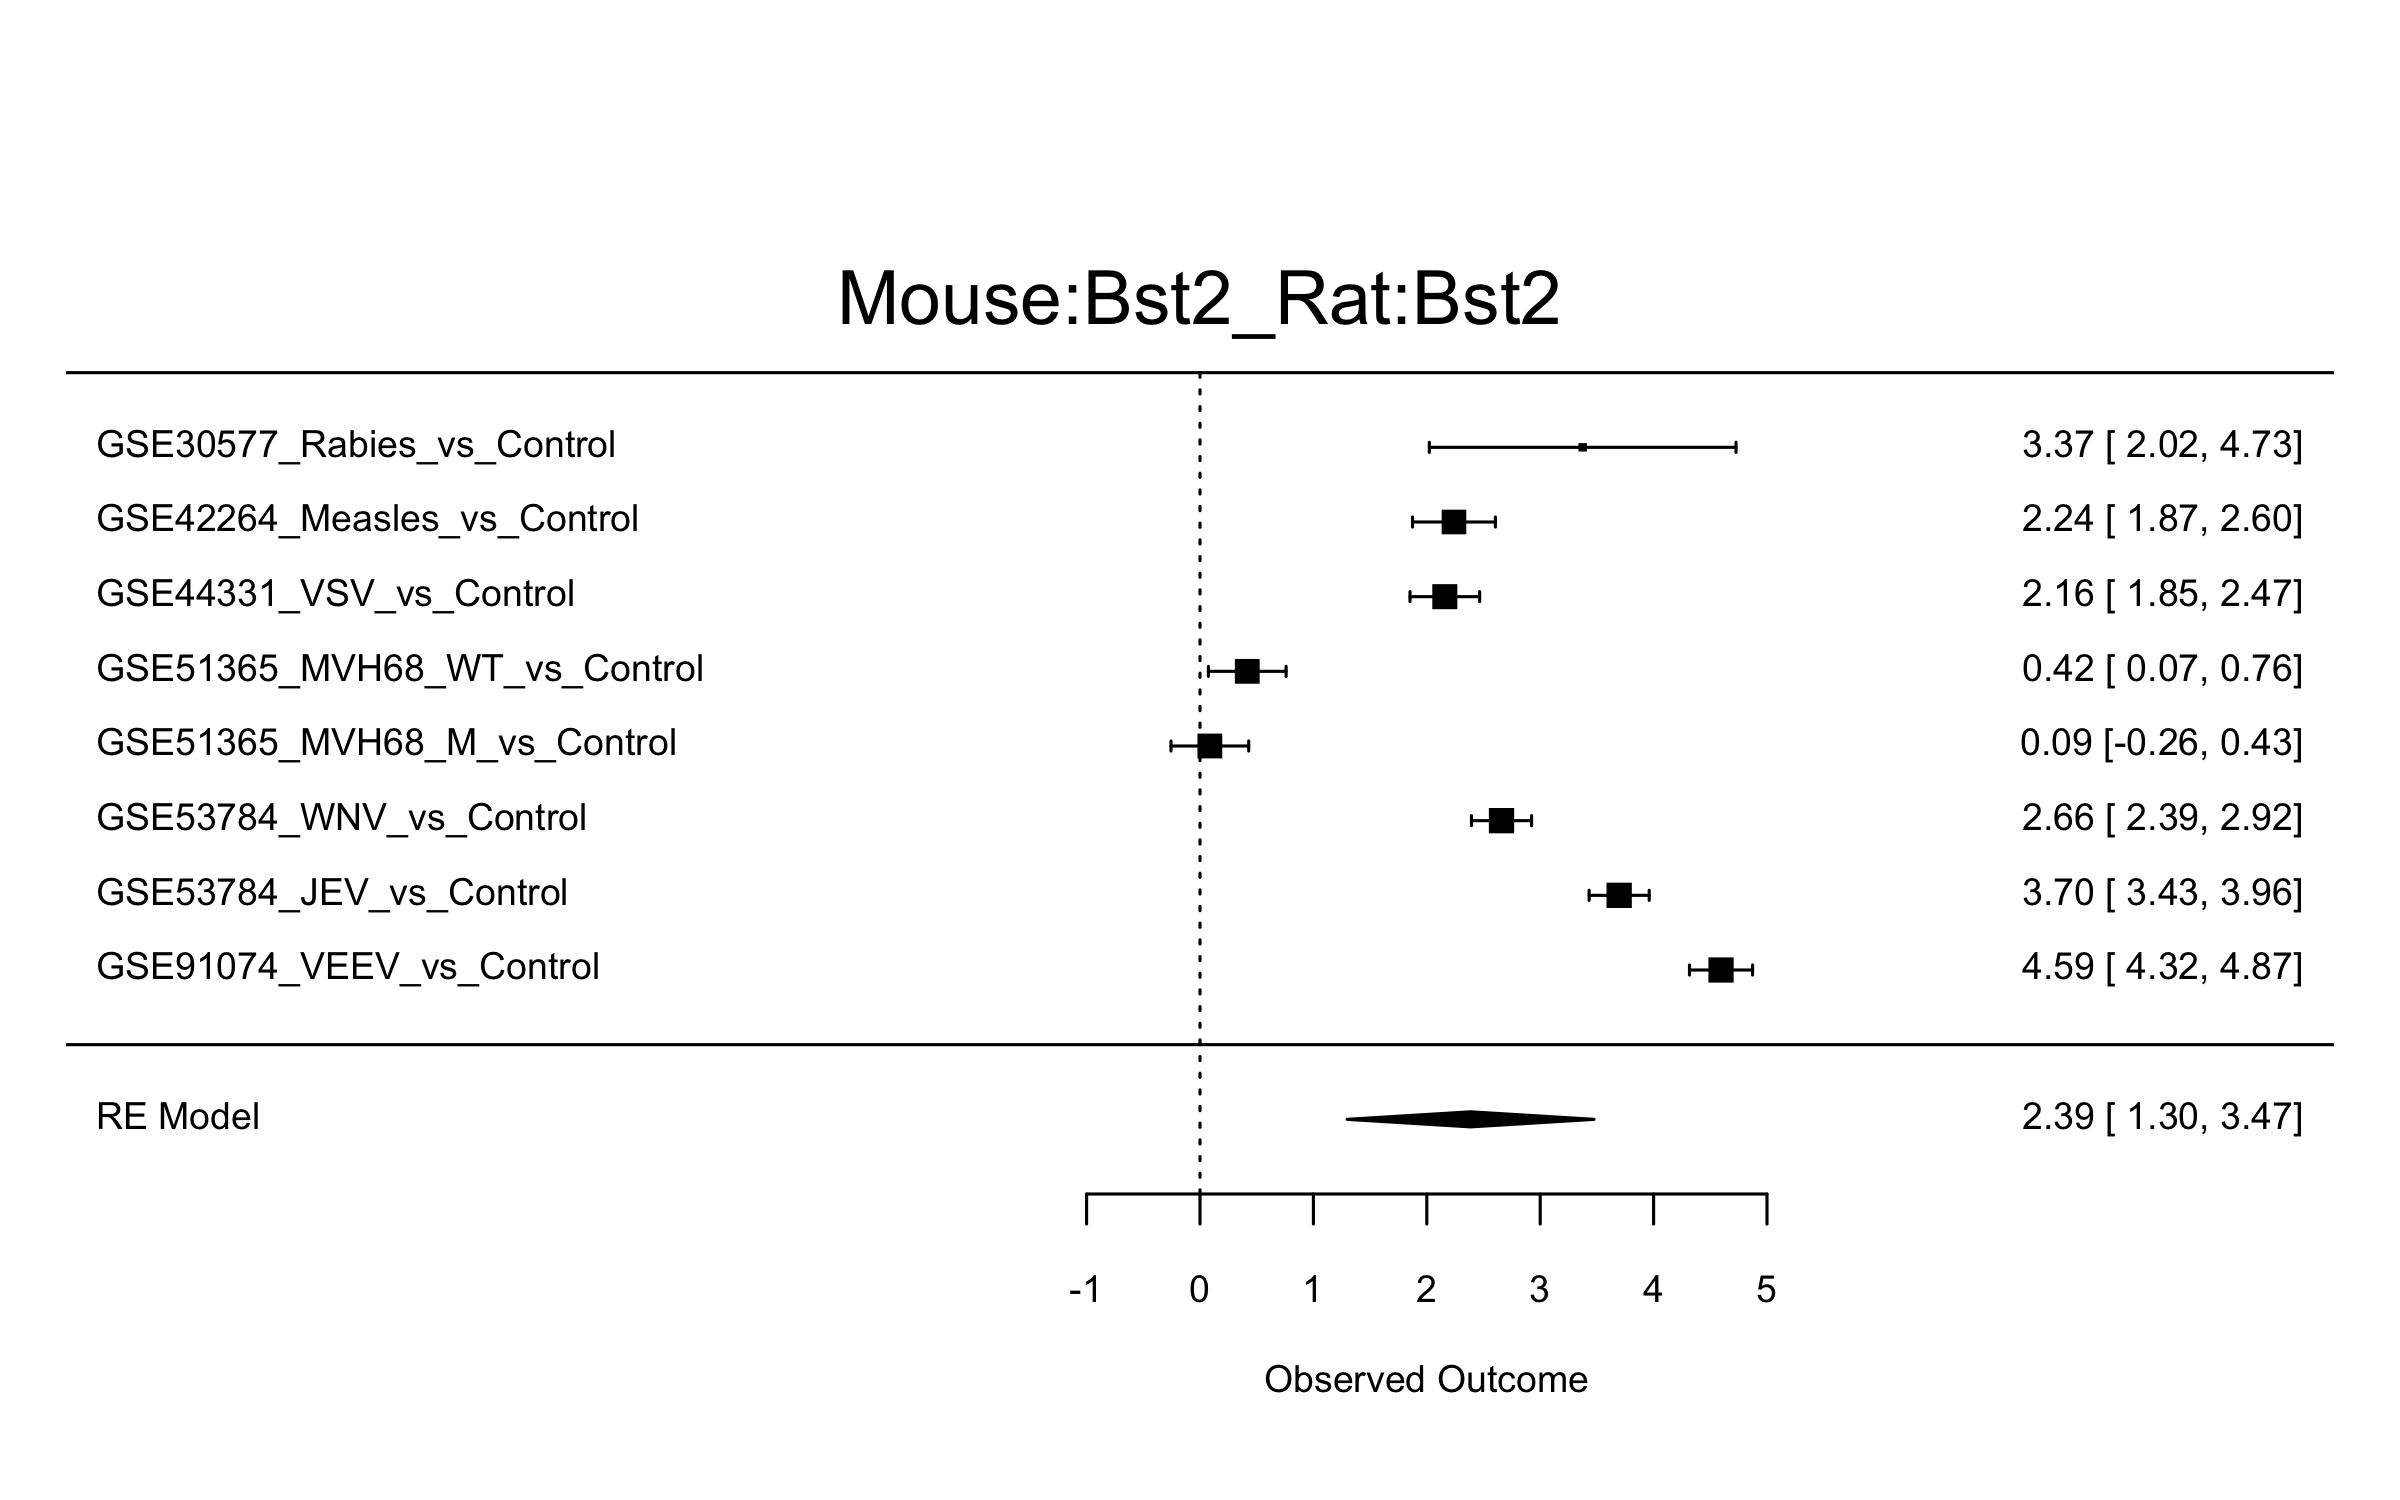 Mouse:Bst2_Rat:Bst2
GSE30577_Rabies_vs_Control 3.37 [ 2.02, 4.73]
GSE42264_Measles_vs_Control 2.24 [ 1.87, 2.60]
GSE44331_VSV_vs_Control 2.16 [ 1.85, 2.47]
GSE51365_MVH68_WT_vs_Control 0.42 [ 0.07, 0.76]
GSE51365_MVH68_M_vs_Control 0.09 [-0.26, 0.43]
GSE53784_WNV_vs_Control 2.66 [ 2.39, 2.92]
GSE53784_JEV_vs_Control 3.70 [ 3.43, 3.96]
GSE91074_VEEV_vs_Control 4.59 [ 4.32, 4.87]
RE Model 2.39 [ 1.30, 3.47]
-1 0 1 2 3 4 5
Observed Outcome